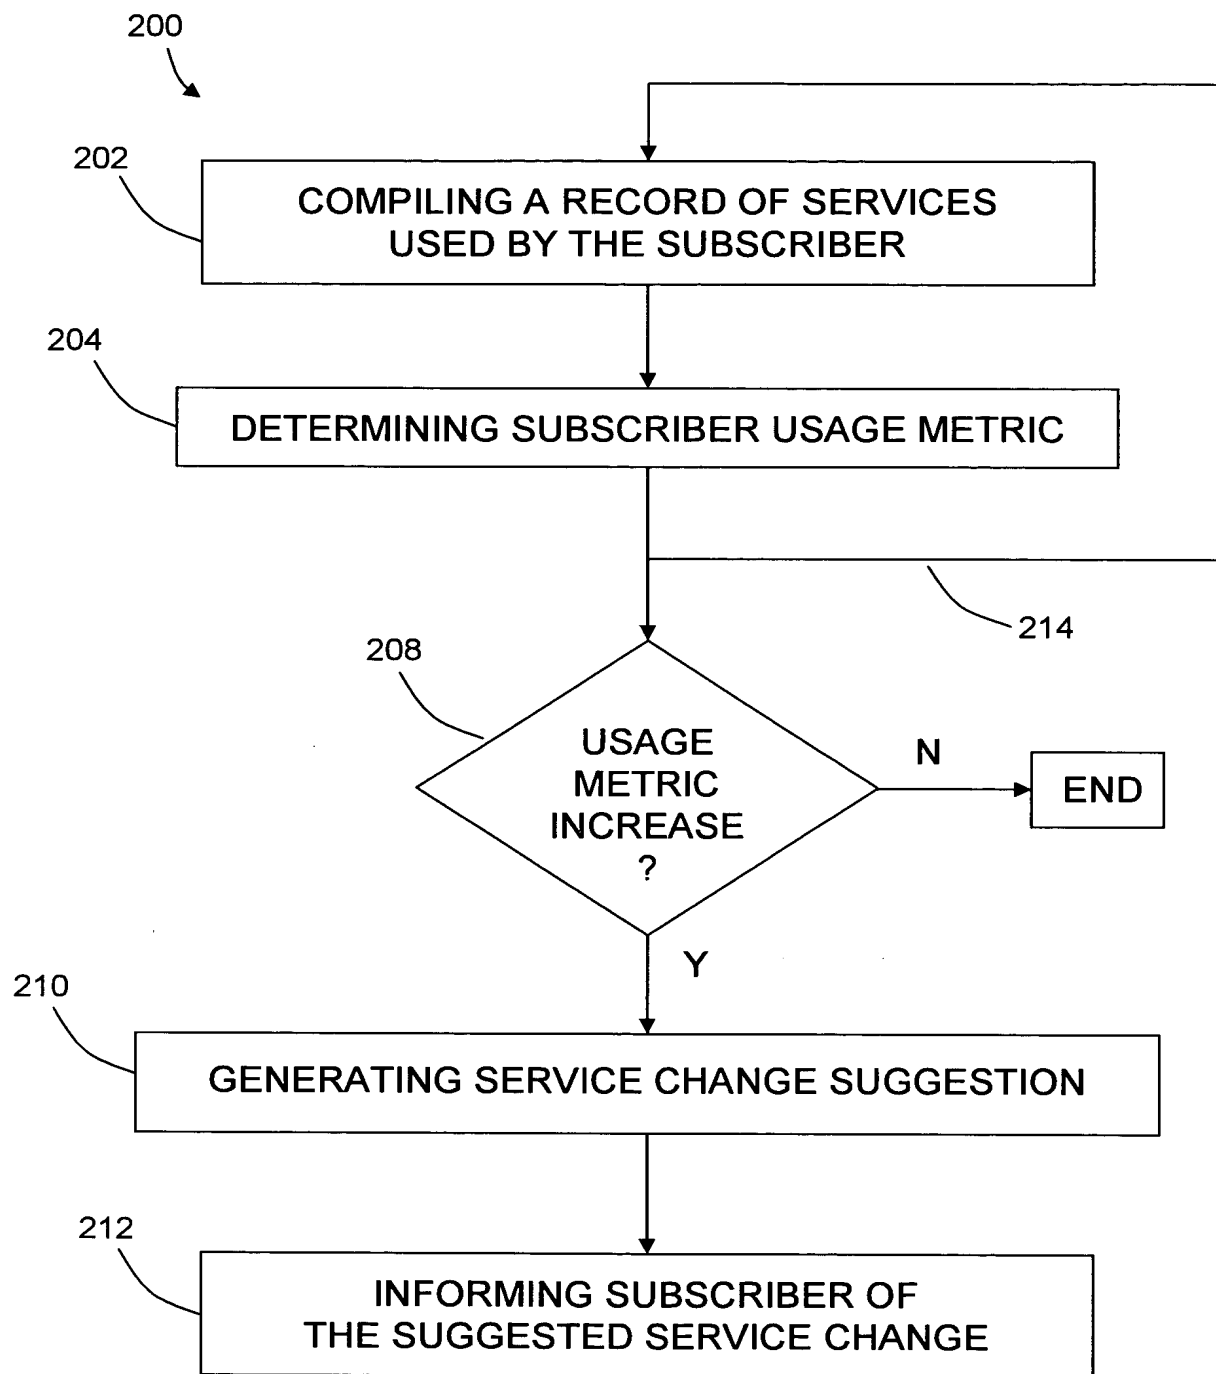 200
202
COMPILING A RECORD OF SERVICES
USED BY THE SUBSCRIBER
204
DETERMINING SUBSCRIBER USAGE METRIC
214
208
USAGE
METRIC
INCREASE
?
N
END
Y
210
GENERATING SERVICE CHANGE SUGGESTION
212
INFORMING SUBSCRIBER OF
THE SUGGESTED SERVICE CHANGE